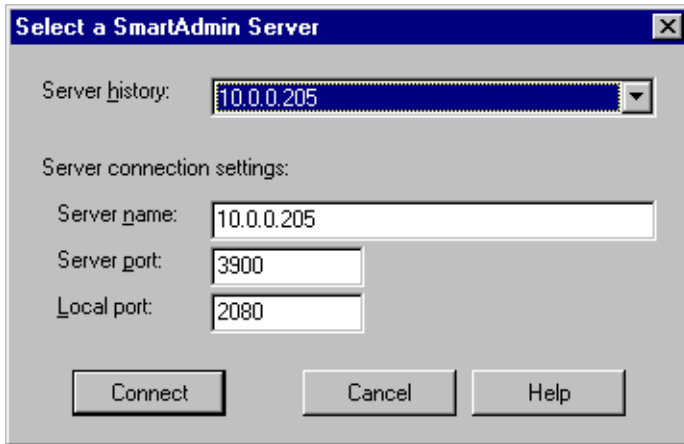 Select a SmartAdmin Server
Server history: 10.0.0.205
Server connection settings:
Server name: 10.0.0.205
Server port: 3900
Local port: 2080
Connect Cancel Help